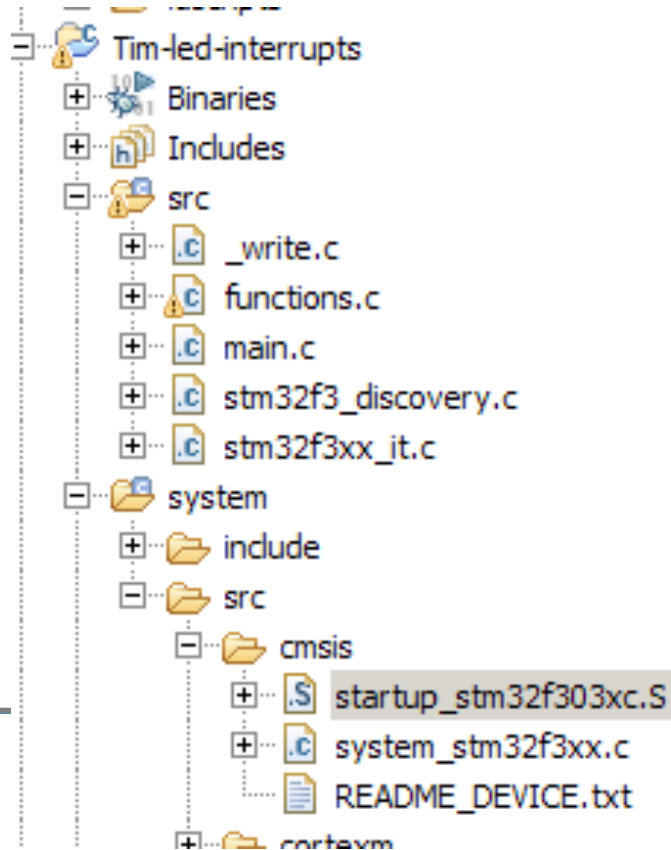 Tim-led-interrupts
Binaries
Includes
src
_write.c
functions.c
main.c
stm32f3_discovery.c
stm32f3xx_it.c
system
include
src
cmsis
startup_stm32f303xc.S
system_stm32f3xx.c
README_DEVICE.txt
cortexm